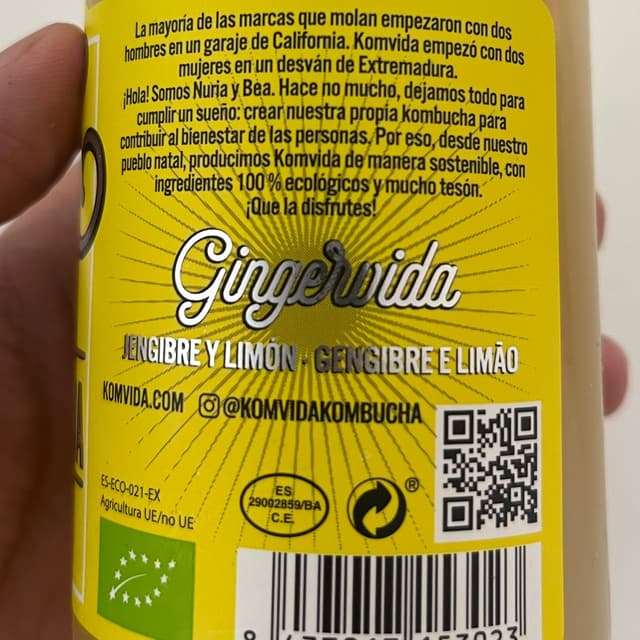 La mayoría de las marcas que molan empezaron con dos
hombres en un garaje de California. Komvida empezó con dos
mujeres en un desván de Extremadura.
¡Hola! Somos Nuria y Bea. Hace no mucho, dejamos todo para
cumplir un sueño: crear nuestra propia kombucha para
contribuir al bienestar de las personas. Por eso, desde nuestro
pueblo natal, producimos Komvida de manera sostenible, con
ingredientes 100% ecológicos y mucho tesón.
¡Que la disfrutes!
Gingervida
JENGIBRE Y LIMÓN · GENGIBRE E LIMÃO
KOMVIDA.COM @KOMVIDAKOMBUCHA
ES-ECO-021-EX
Agricultura UE/no UE
ES
29002859/BA
C.E.
®